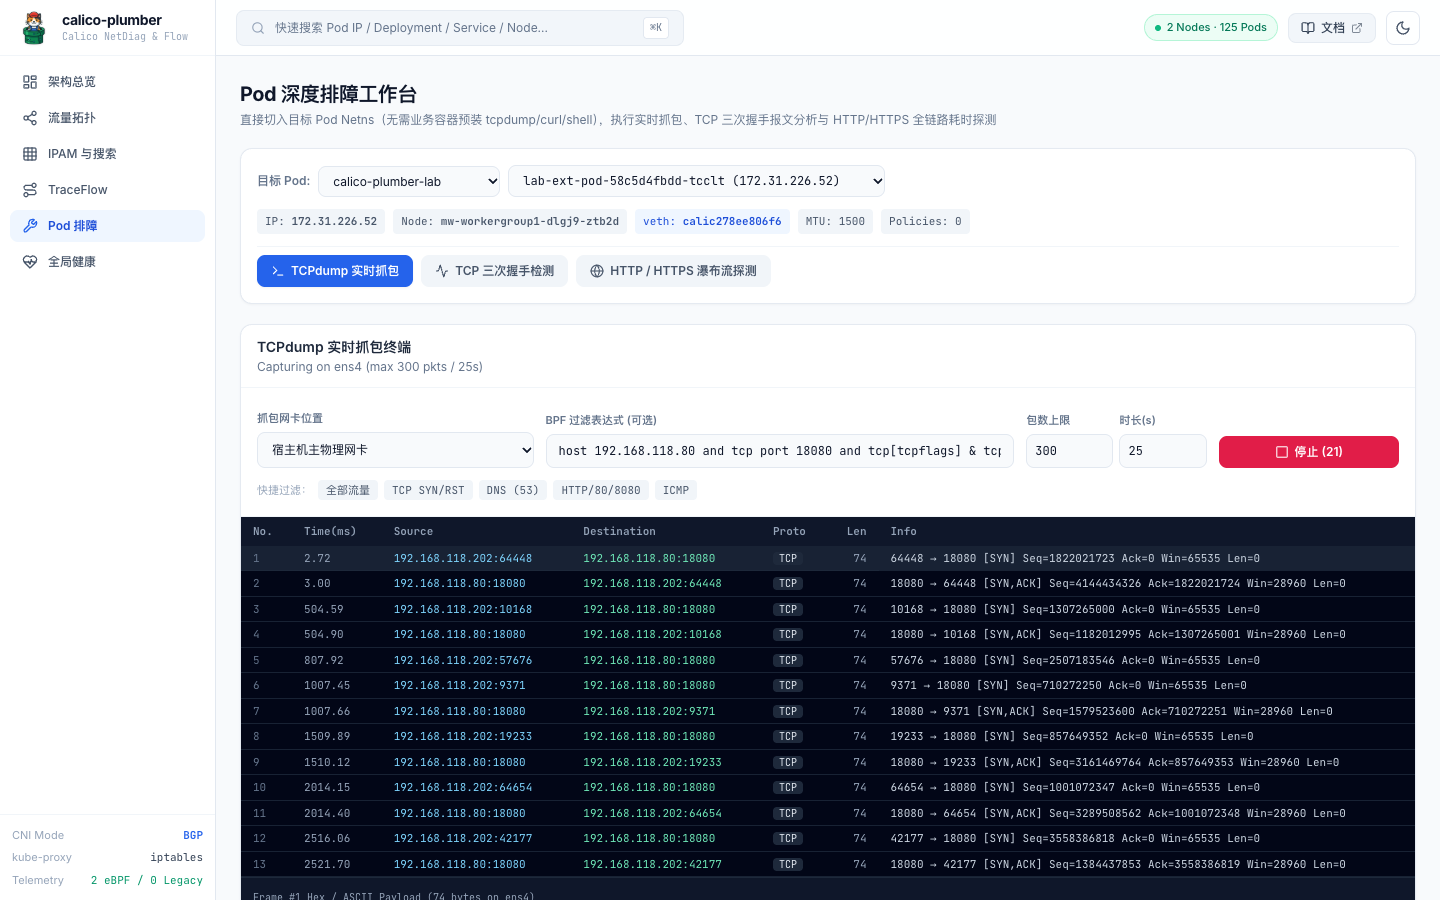 calico-plumber
Calico NetDiag & Flow
快速搜索 Pod IP / Deployment / Service / Node...
⌘K
2 Nodes · 125 Pods
文档
架构总览
流量拓扑
IPAM 与搜索
TraceFlow
Pod 排障
全局健康
Pod 深度排障工作台
直接切入目标 Pod Netns（无需业务容器预装 tcpdump/curl/shell），执行实时抓包、TCP 三次握手报文分析与 HTTP/HTTPS 全链路耗时探测
目标 Pod: calico-plumber-lab lab-ext-pod-58c5d4fbdd-tcclt (172.31.226.52)
IP: 172.31.226.52 Node: mw-workergroup1-dlgj9-ztb2d veth: calic278ee806f6 MTU: 1500 Policies: 0
TCPdump 实时抓包 TCP 三次握手检测 HTTP / HTTPS 瀑布流探测
TCPdump 实时抓包终端
Capturing on ens4 (max 300 pkts / 25s)
抓包网卡位置 BPF 过滤表达式 (可选) 包数上限 时长(s)
宿主机主物理网卡 host 192.168.118.80 and tcp port 18080 and tcp[tcpflags] & tcp 300 25 停止 (21)
快捷过滤: 全部流量 TCP SYN/RST DNS (53) HTTP/80/8080 ICMP
No. Time(ms) Source Destination Proto Len Info
1 2.72 192.168.118.202:64448 192.168.118.80:18080 TCP 74 64448 → 18080 [SYN] Seq=1822021723 Ack=0 Win=65535 Len=0
2 3.00 192.168.118.80:18080 192.168.118.202:64448 TCP 74 18080 → 64448 [SYN,ACK] Seq=4144434326 Ack=1822021724 Win=28960 Len=0
3 504.59 192.168.118.202:10168 192.168.118.80:18080 TCP 74 10168 → 18080 [SYN] Seq=1307265000 Ack=0 Win=65535 Len=0
4 504.90 192.168.118.80:18080 192.168.118.202:10168 TCP 74 18080 → 10168 [SYN,ACK] Seq=1182012995 Ack=1307265001 Win=28960 Len=0
5 807.92 192.168.118.202:57676 192.168.118.80:18080 TCP 74 57676 → 18080 [SYN] Seq=2507183546 Ack=0 Win=65535 Len=0
6 1007.45 192.168.118.202:9371 192.168.118.80:18080 TCP 74 9371 → 18080 [SYN] Seq=710272250 Ack=0 Win=65535 Len=0
7 1007.66 192.168.118.80:18080 192.168.118.202:9371 TCP 74 18080 → 9371 [SYN,ACK] Seq=1579523600 Ack=710272251 Win=28960 Len=0
8 1509.89 192.168.118.202:19233 192.168.118.80:18080 TCP 74 19233 → 18080 [SYN] Seq=857649352 Ack=0 Win=65535 Len=0
9 1510.12 192.168.118.80:18080 192.168.118.202:19233 TCP 74 18080 → 19233 [SYN,ACK] Seq=3161469764 Ack=857649353 Win=28960 Len=0
10 2014.15 192.168.118.202:64654 192.168.118.80:18080 TCP 74 64654 → 18080 [SYN] Seq=1001072347 Ack=0 Win=65535 Len=0
11 2014.40 192.168.118.80:18080 192.168.118.202:64654 TCP 74 18080 → 64654 [SYN,ACK] Seq=3289508562 Ack=1001072348 Win=28960 Len=0
12 2516.06 192.168.118.202:42177 192.168.118.80:18080 TCP 74 42177 → 18080 [SYN] Seq=3558386818 Ack=0 Win=65535 Len=0
13 2521.70 192.168.118.80:18080 192.168.118.202:42177 TCP 74 18080 → 42177 [SYN,ACK] Seq=1384437853 Ack=3558386819 Win=28960 Len=0
Frame #1 Hex / ASCII Payload (74 bytes on ens4)
CNI Mode BGP
kube-proxy iptables
Telemetry 2 eBPF / 0 Legacy